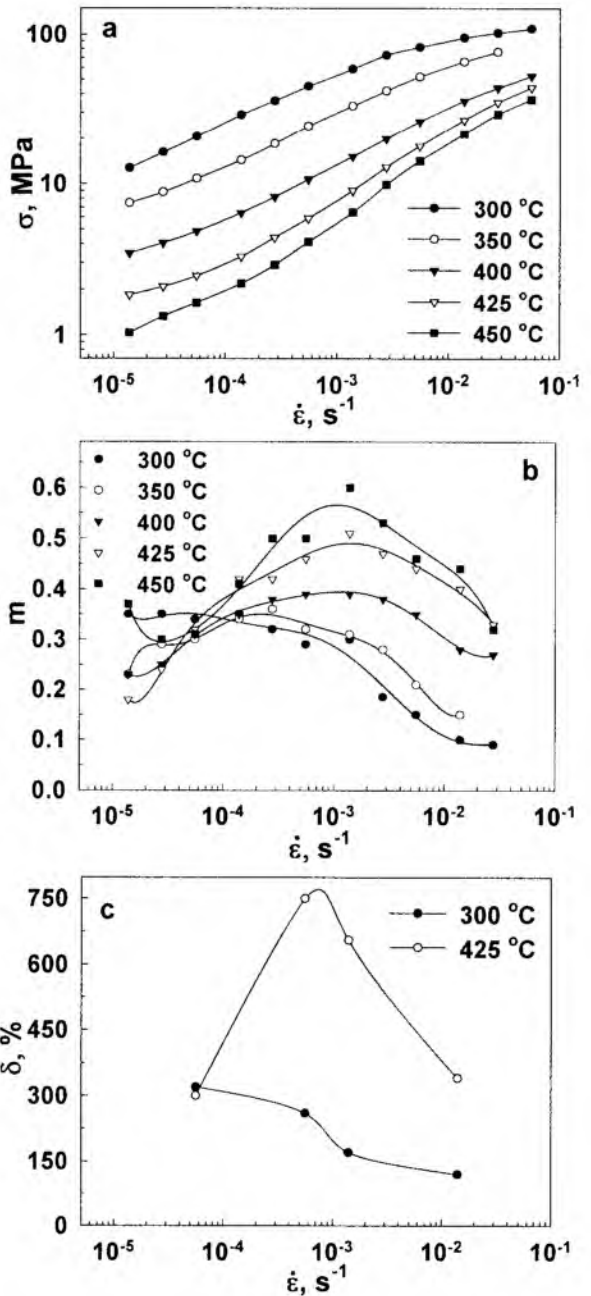 a
100
10
1
σ, MPa
300 °C
350 °C
400 °C
425 °C
450 °C
10⁻⁵ 10⁻⁴ 10⁻³ 10⁻² 10⁻¹
ε̇, s⁻¹
b
300 °C
350 °C
400 °C
425 °C
450 °C
0.6
0.5
0.4
0.3
0.2
0.1
0.0
m
10⁻⁵ 10⁻⁴ 10⁻³ 10⁻² 10⁻¹
ε̇, s⁻¹
c
300 °C
425 °C
750
600
450
300
150
0
δ, %
10⁻⁵ 10⁻⁴ 10⁻³ 10⁻² 10⁻¹
ε̇, s⁻¹